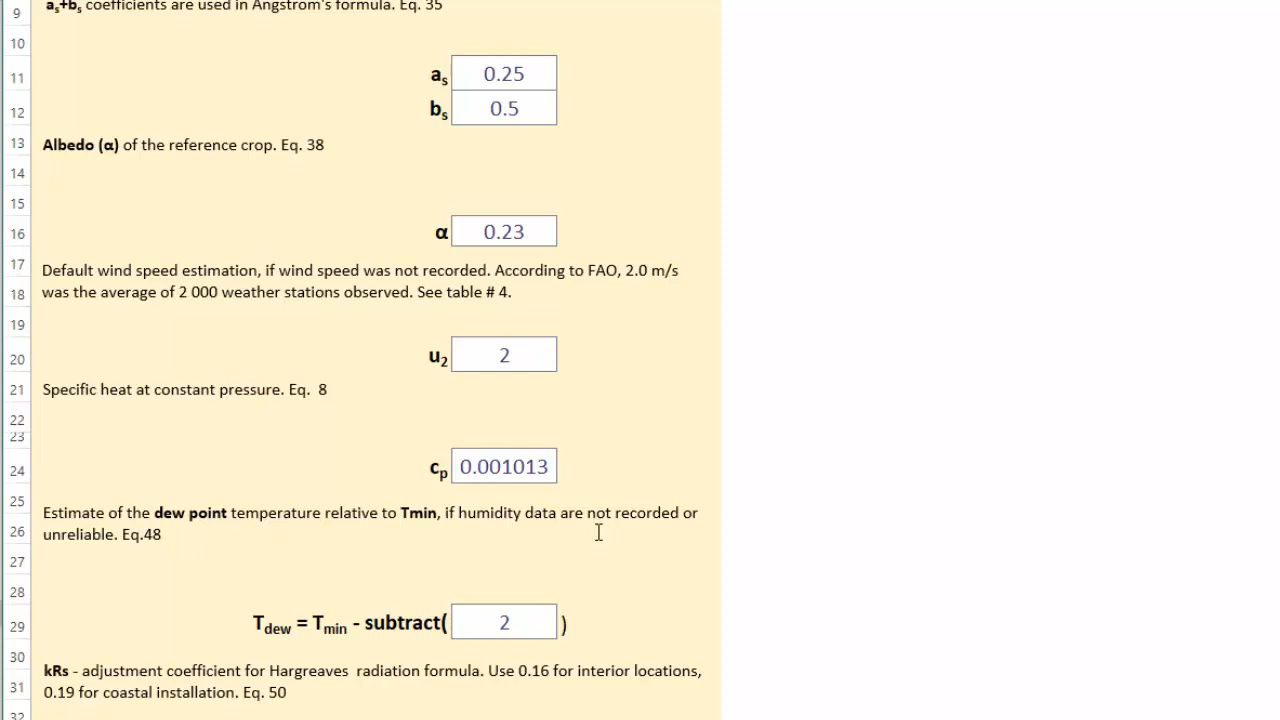 9
as+bs coefficients are used in Angstrom's formula. Eq. 35
10
11 as 0.25
12 bs 0.5
13 Albedo (α) of the reference crop. Eq. 38
14
15
16 α 0.23
17 Default wind speed estimation, if wind speed was not recorded. According to FAO, 2.0 m/s
18 was the average of 2 000 weather stations observed. See table # 4.
19
20 u2 2
21 Specific heat at constant pressure. Eq. 8
22
23
24 cp 0.001013
25 Estimate of the dew point temperature relative to Tmin, if humidity data are not recorded or
26 unreliable. Eq.48
27
28
29 Tdew = Tmin - subtract( 2 )
30 kRs - adjustment coefficient for Hargreaves radiation formula. Use 0.16 for interior locations,
31 0.19 for coastal installation. Eq. 50
32